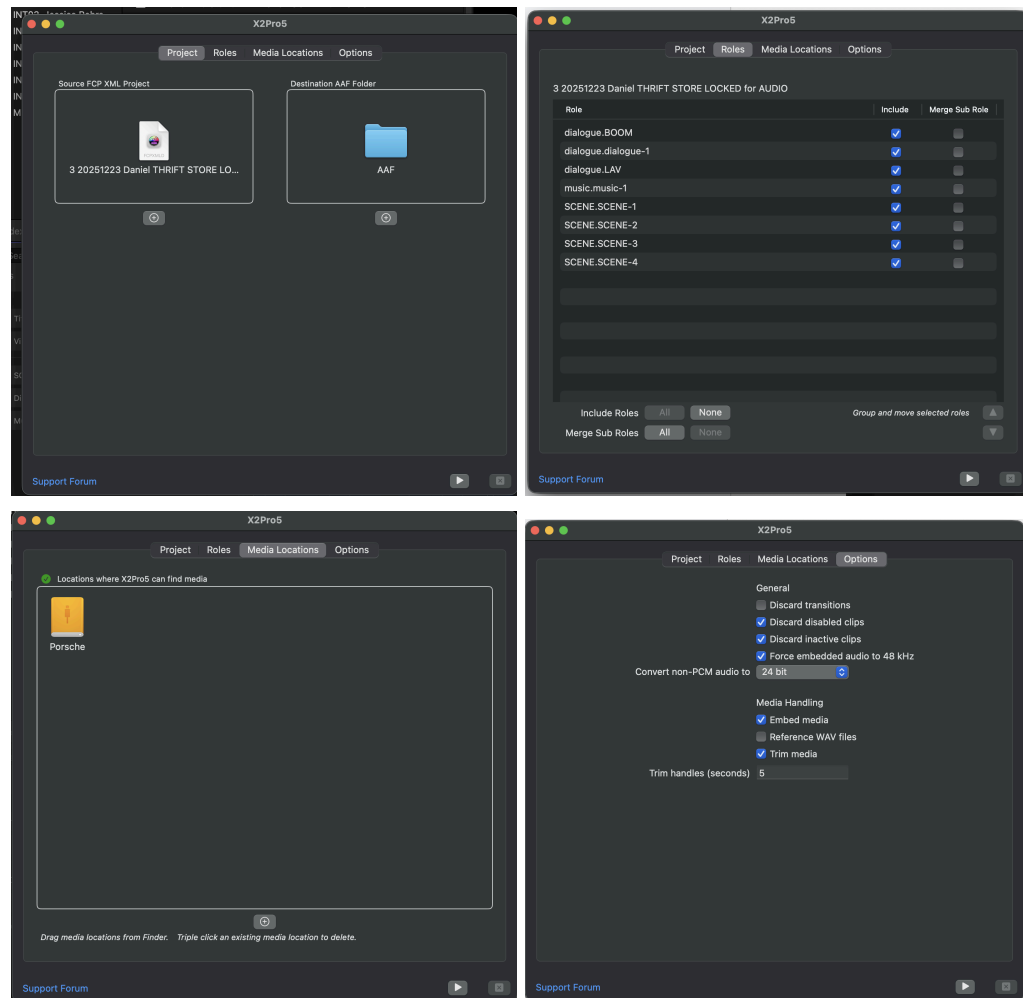 X2Pro5
Project Roles Media Locations Options
Source FCP XML Project Destination AAF Folder
3 20251223 Daniel THRIFT STORE LO... AAF
Support Forum
X2Pro5
Project Roles Media Locations Options
3 20251223 Daniel THRIFT STORE LOCKED for AUDIO
Role Include Merge Sub Role
dialogue.BOOM
dialogue.dialogue-1
dialogue.LAV
music.music-1
SCENE.SCENE-1
SCENE.SCENE-2
SCENE.SCENE-3
SCENE.SCENE-4
Include Roles All None Group and move selected roles
Merge Sub Roles All None
Support Forum
X2Pro5
Project Roles Media Locations Options
Locations where X2Pro5 can find media
Porsche
Drag media locations from Finder. Triple click an existing media location to delete.
Support Forum
X2Pro5
Project Roles Media Locations Options
General
Discard transitions
Discard disabled clips
Discard inactive clips
Force embedded audio to 48 kHz
Convert non-PCM audio to 24 bit
Media Handling
Embed media
Reference WAV files
Trim media
Trim handles (seconds) 5
Support Forum